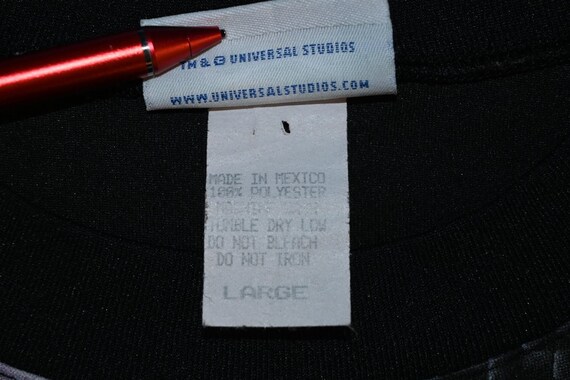 TM & © UNIVERSAL STUDIOS
WWW.UNIVERSALSTUDIOS.COM
MADE IN MEXICO
100% POLYESTER
TUMBLE DRY LOW
DO NOT BLEACH
DO NOT IRON
LARGE